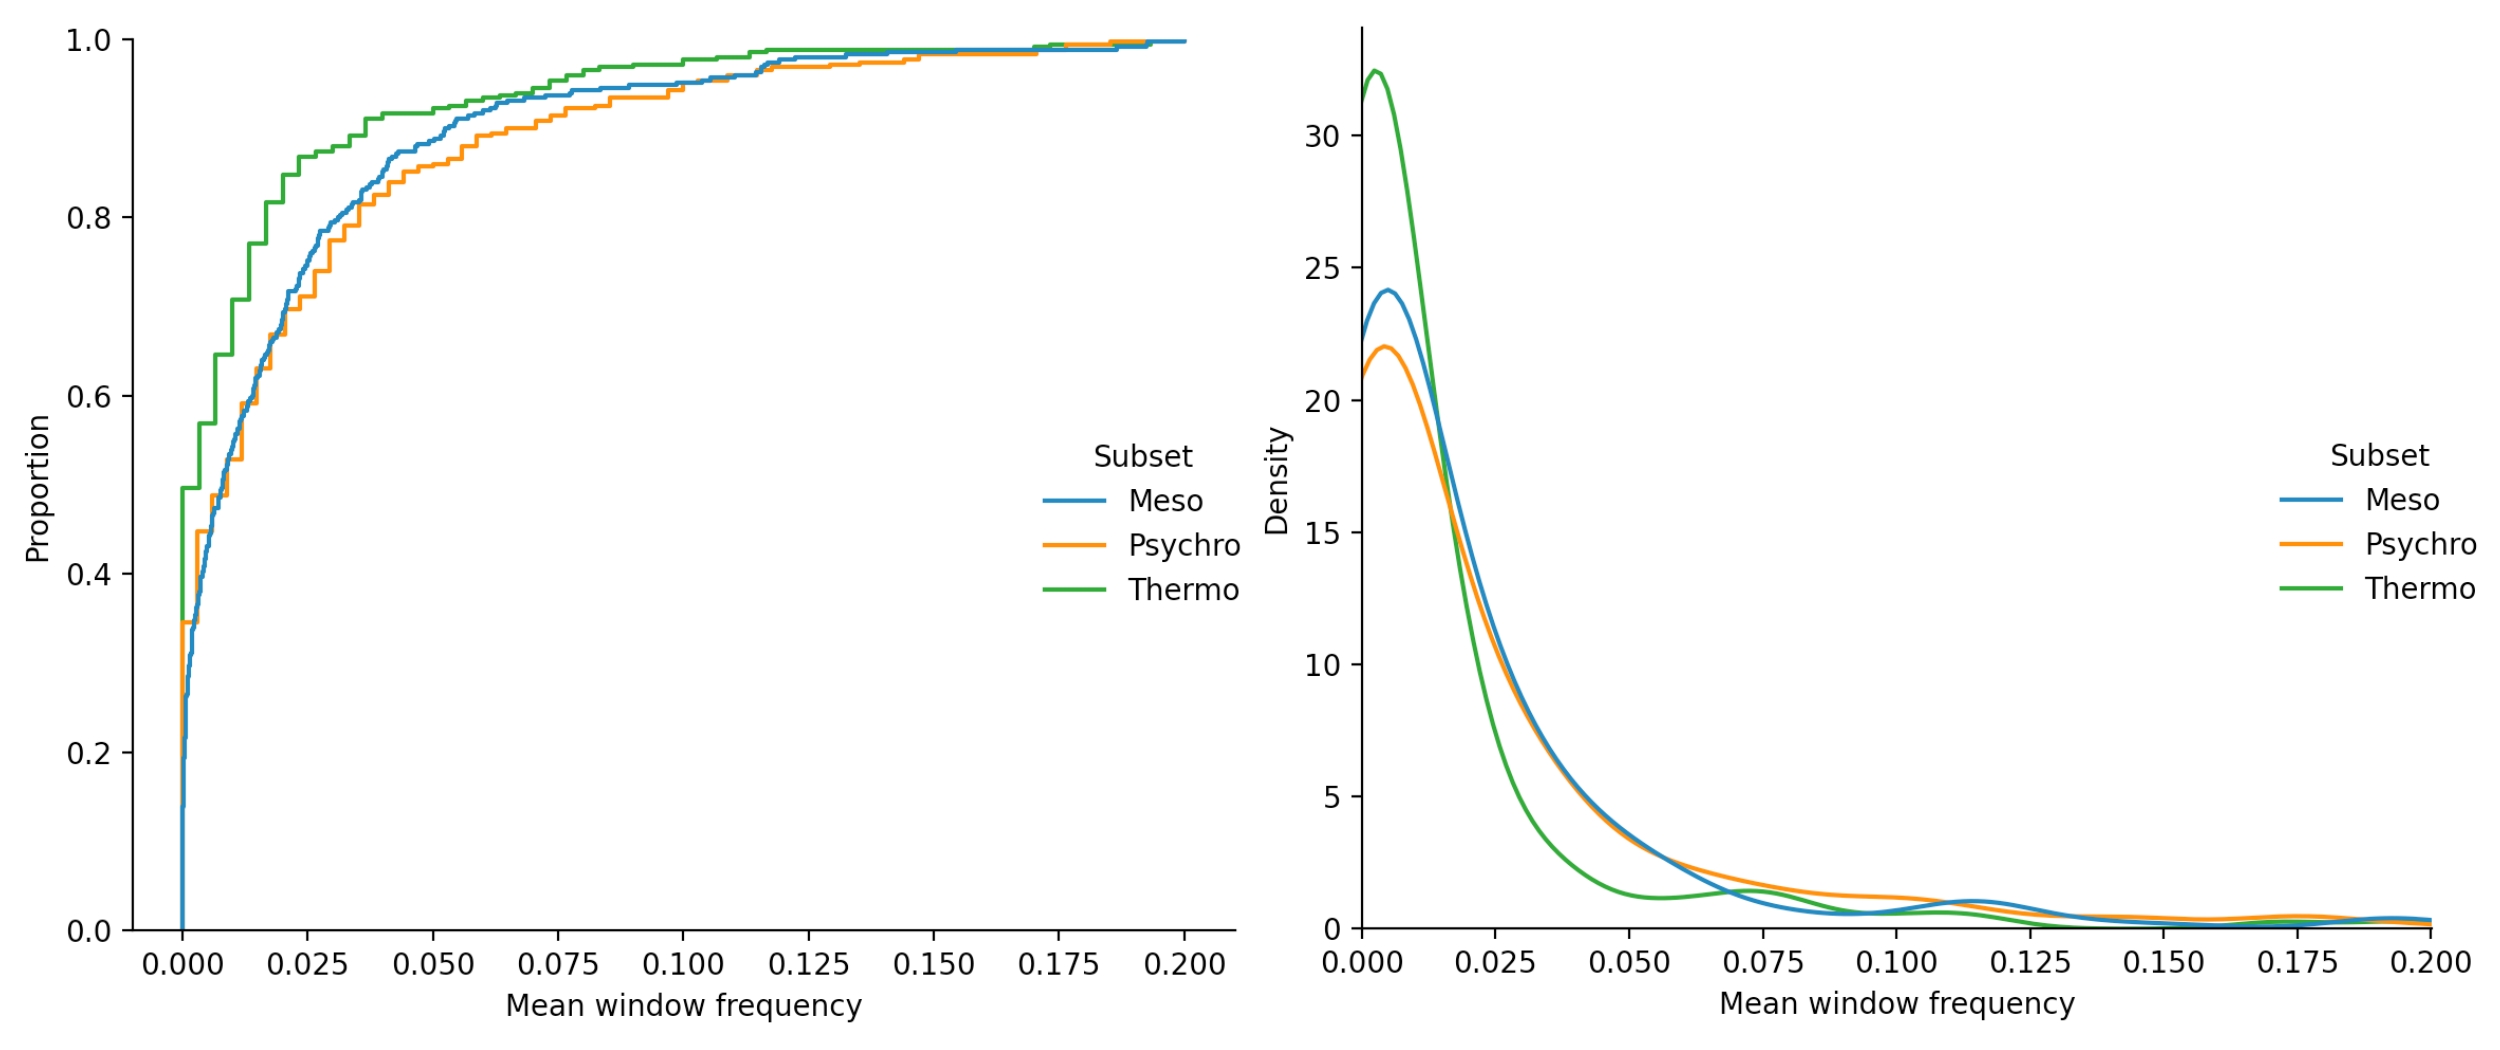 1.0
0.8
0.6
0.4
0.2
0.0
Proportion
0.000 0.025 0.050 0.075 0.100 0.125 0.150 0.175 0.200
Mean window frequency
Subset
Meso
Psychro
Thermo
30
25
20
15
10
5
0
Density
0.000 0.025 0.050 0.075 0.100 0.125 0.150 0.175 0.200
Mean window frequency
Subset
Meso
Psychro
Thermo